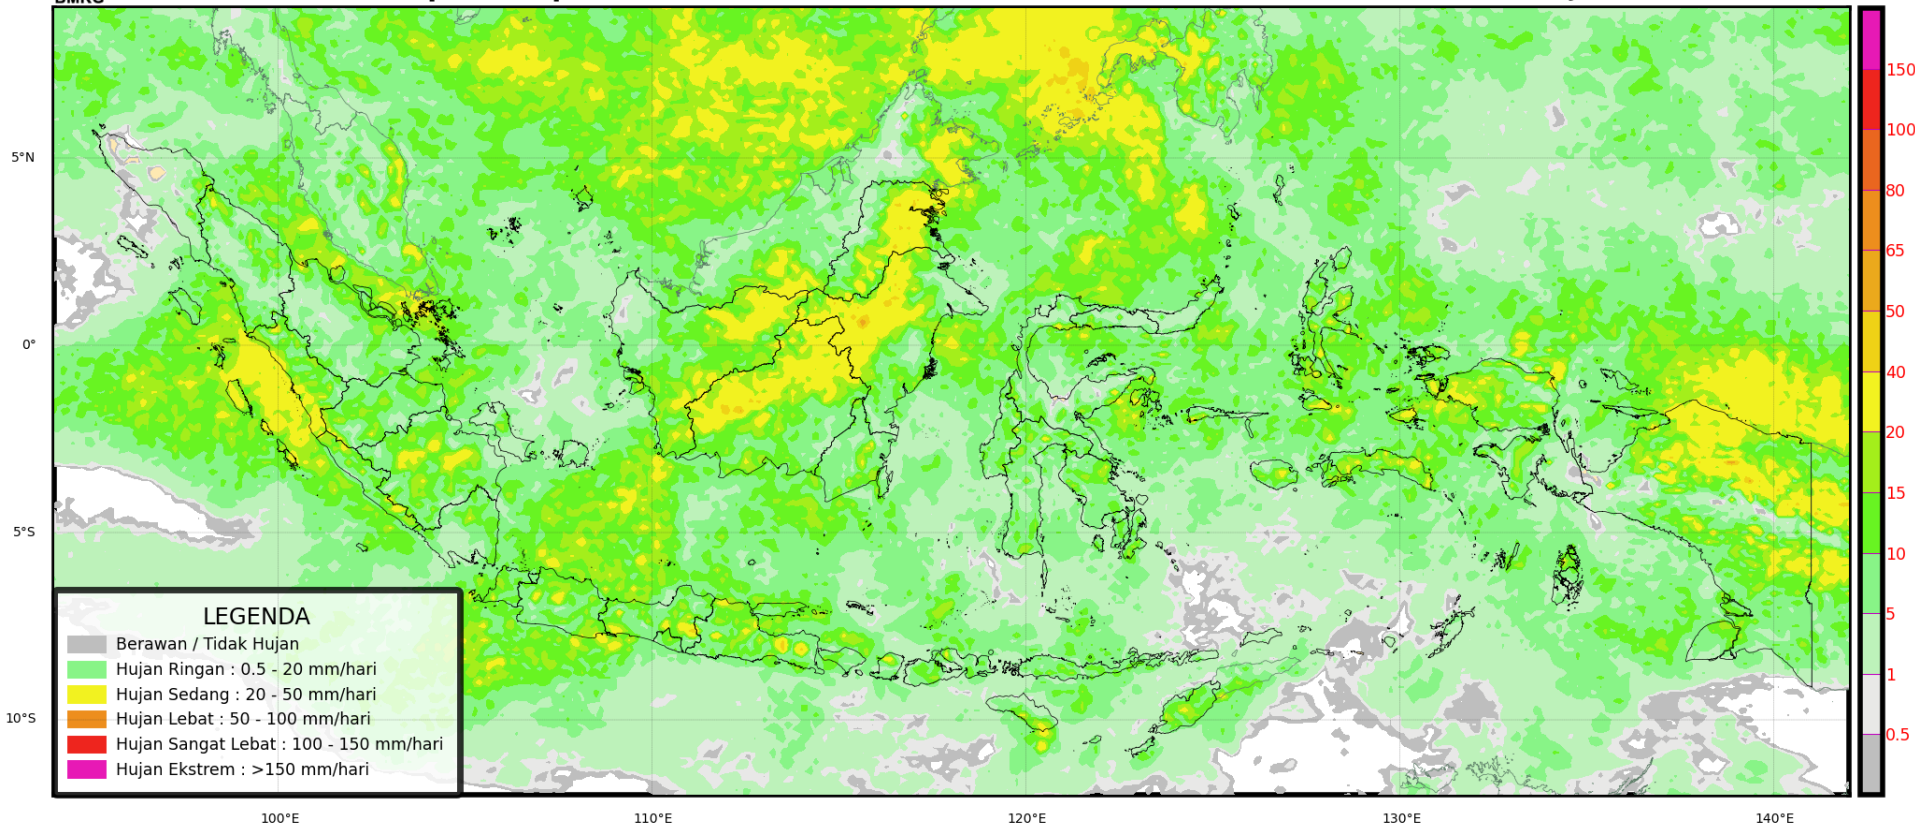 5°N
0°
5°S
10°S
100°E
110°E
120°E
130°E
140°E
LEGENDA
Berawan / Tidak Hujan
Hujan Ringan : 0.5 - 20 mm/hari
Hujan Sedang : 20 - 50 mm/hari
Hujan Lebat : 50 - 100 mm/hari
Hujan Sangat Lebat : 100 - 150 mm/hari
Hujan Ekstrem : >150 mm/hari
150
100
80
65
50
40
20
15
10
5
1
0.5